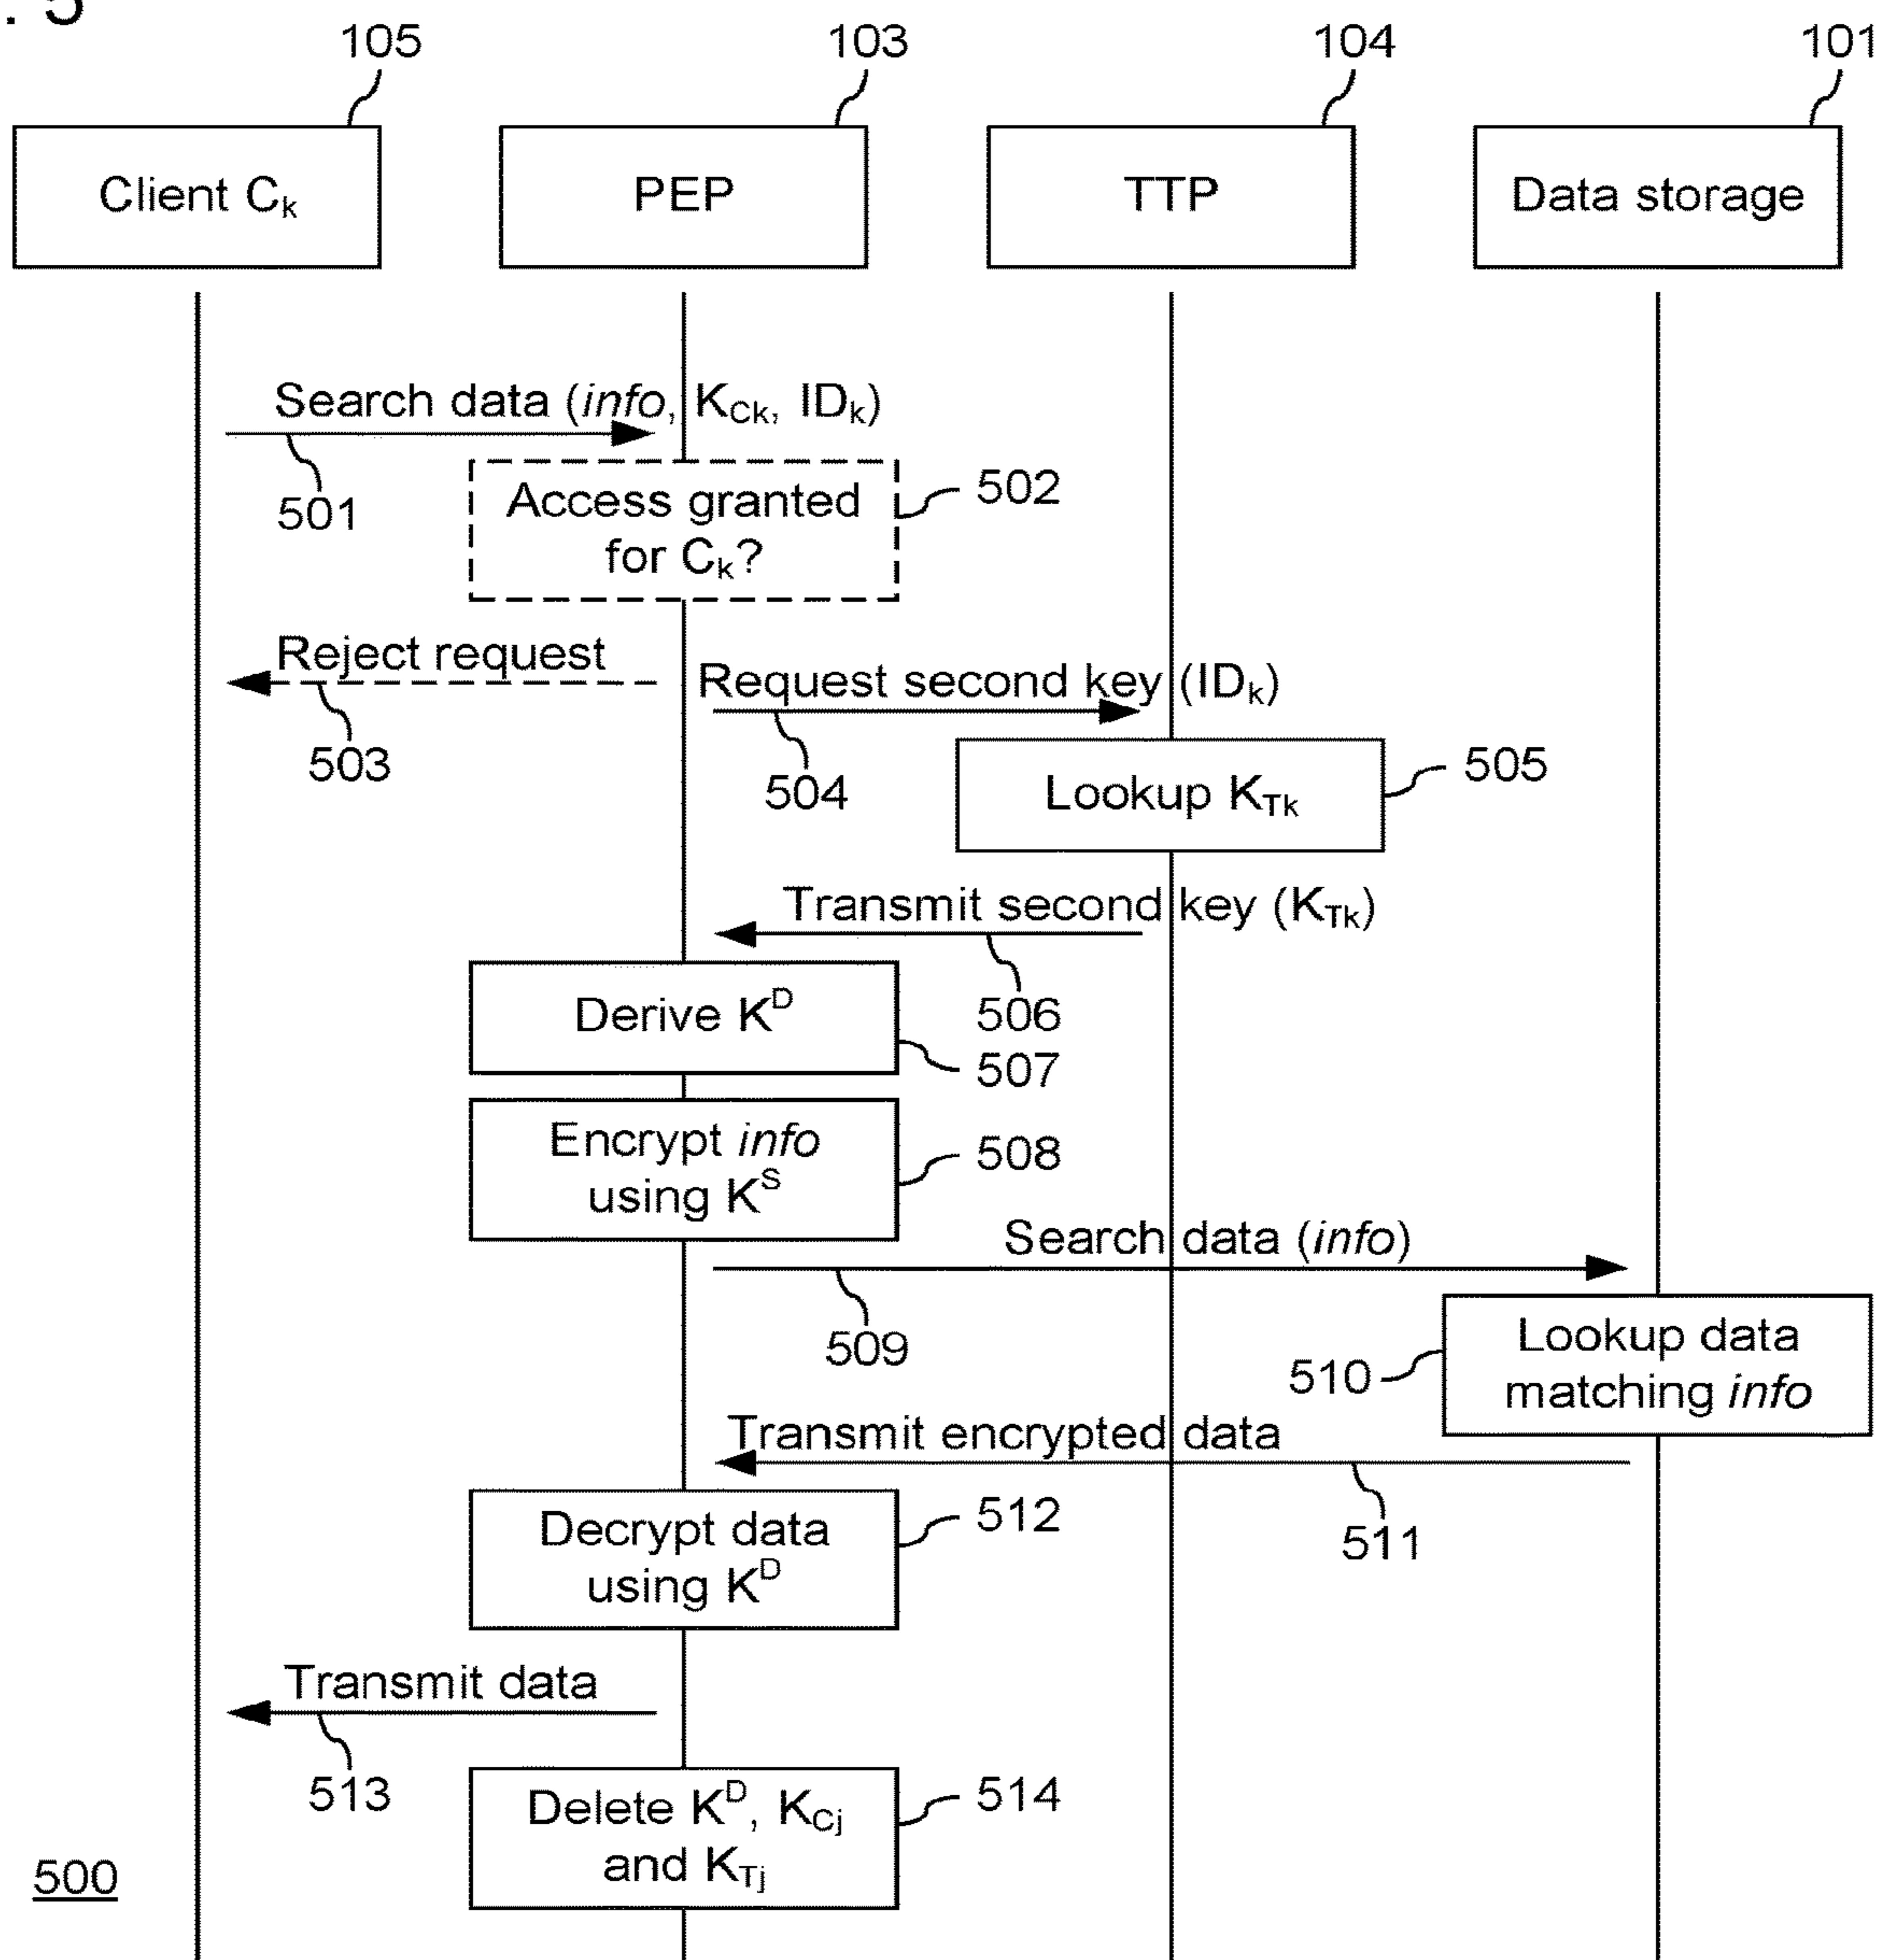 . 5
105
103
104
101
Client Ck
PEP
TTP
Data storage
Search data (info, KCk, IDk)
501
Access granted
for Ck?
502
Reject request
503
Request second key (IDk)
504
Lookup KTk
505
Transmit second key (KTk)
506
Derive KD
507
Encrypt info
using KS
508
Search data (info)
509
Lookup data
matching info
510
Transmit encrypted data
511
Decrypt data
using KD
512
Transmit data
513
Delete KD, KCj
and KTj
514
500